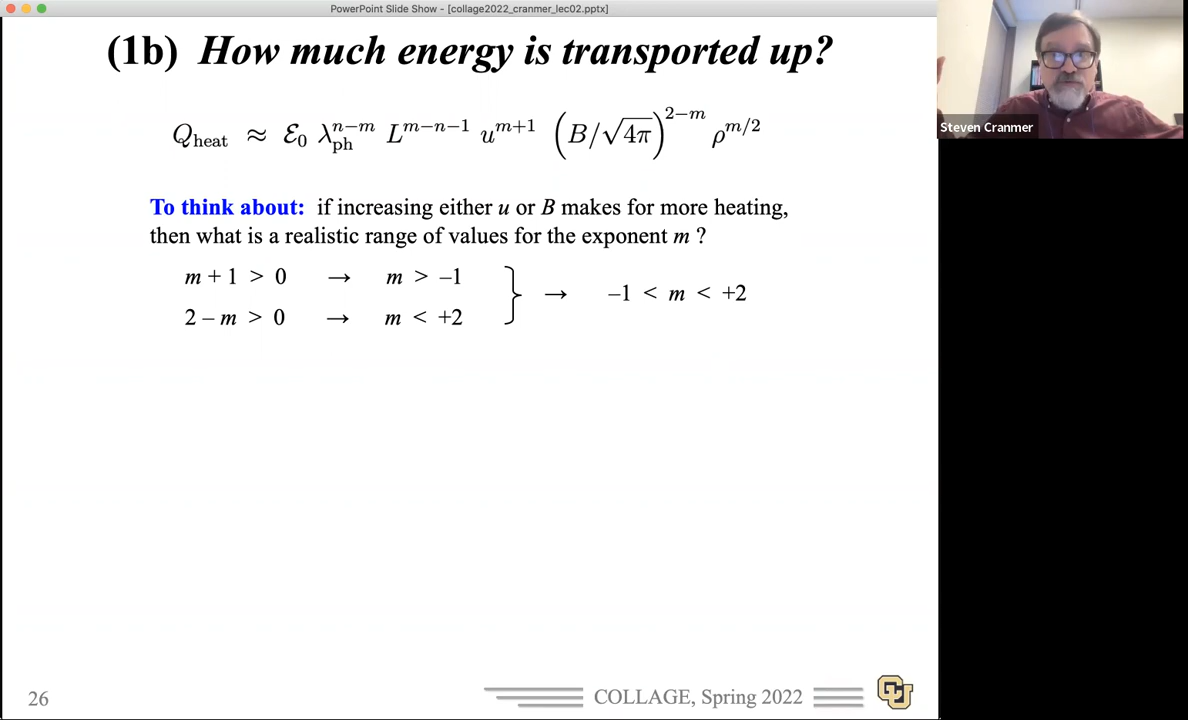 PowerPoint Slide Show - [collage2022_cranmer_lec02.pptx]
(1b) How much energy is transported up?
Q_heat ≈ ℰ₀ λ_ph^{n−m} L^{m−n−1} u^{m+1} (B/√4π)^{2−m} ρ^{m/2}
To think about: if increasing either u or B makes for more heating,
then what is a realistic range of values for the exponent m ?
m + 1 > 0 → m > –1
2 – m > 0 → m < +2
} → –1 < m < +2
26
COLLAGE, Spring 2022
CU
Steven Cranmer